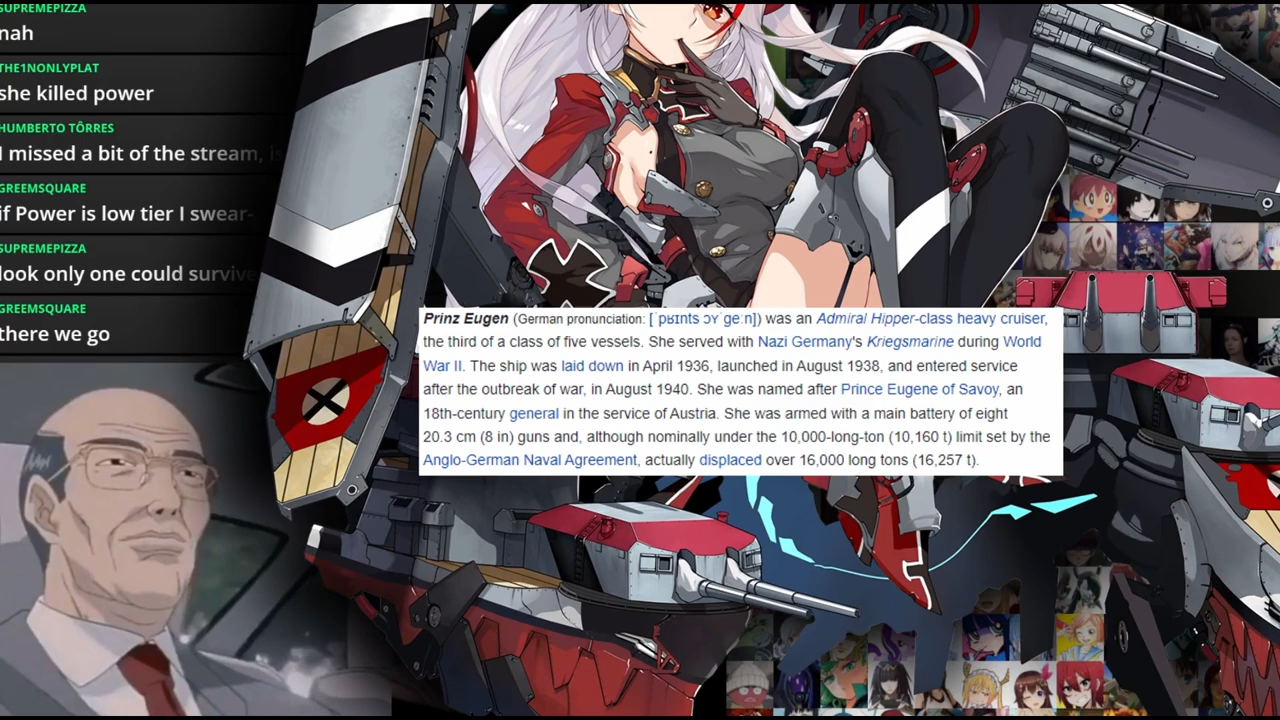 SUPREMEPIZZA
nah
THE1NONLYPLAT
she killed power
HUMBERTO TÔRRES
I missed a bit of the stream, is
GREEMSQUARE
if Power is low tier I swear-
SUPREMEPIZZA
look only one could survive
GREEMSQUARE
there we go
Prinz Eugen (German pronunciation: [ˈpʁɪnts ɔʏˈɡeːn]) was an Admiral Hipper-class heavy cruiser,
the third of a class of five vessels. She served with Nazi Germany's Kriegsmarine during World
War II. The ship was laid down in April 1936, launched in August 1938, and entered service
after the outbreak of war, in August 1940. She was named after Prince Eugene of Savoy, an
18th-century general in the service of Austria. She was armed with a main battery of eight
20.3 cm (8 in) guns and, although nominally under the 10,000-long-ton (10,160 t) limit set by the
Anglo-German Naval Agreement, actually displaced over 16,000 long tons (16,257 t).